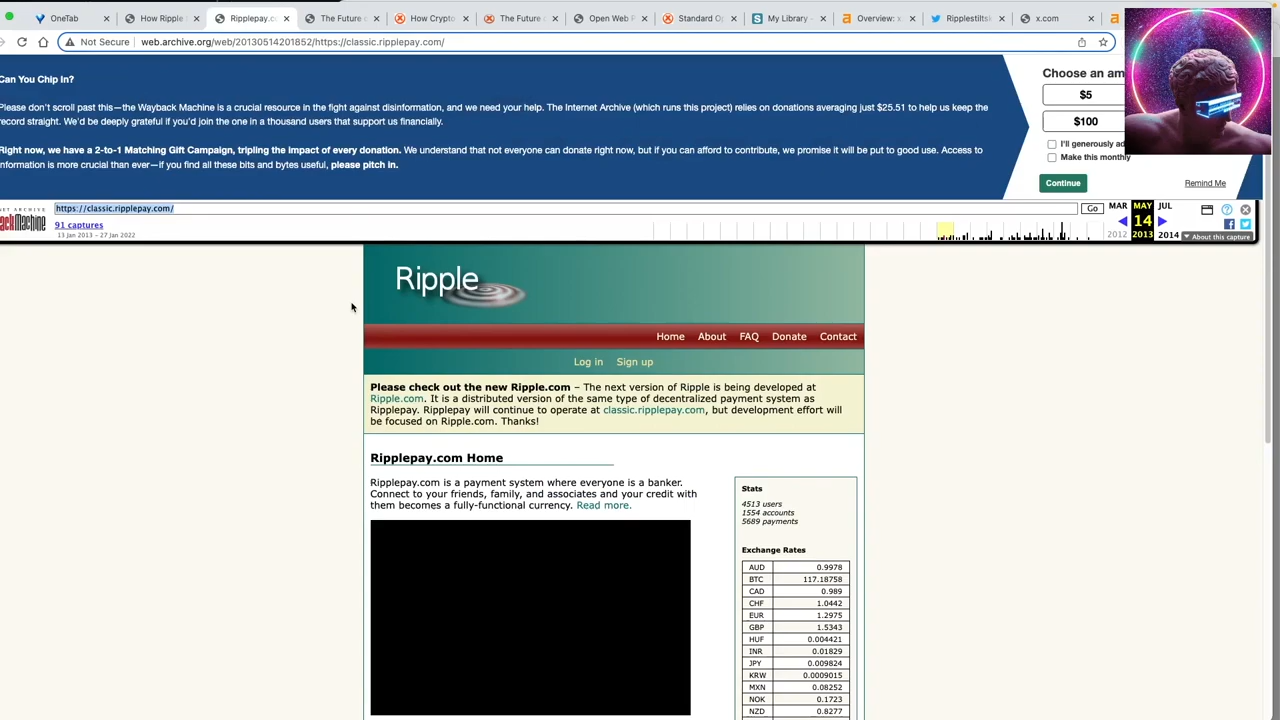 OneTab
How Ripple
Ripplepay.c
The Future
How Crypto
The Future
Open Web P
Standard Op
My Library -
Overview: x.
Ripplestiltsk
x.com
Not Secure
web.archive.org/web/20130514201852/https://classic.ripplepay.com/
Can You Chip In?
Please don't scroll past this—the Wayback Machine is a crucial resource in the fight against disinformation, and we need your help. The Internet Archive (which runs this project) relies on donations averaging just $25.51 to help us keep the
record straight. We'd be deeply grateful if you'd join the one in a thousand users that support us financially.
Right now, we have a 2-to-1 Matching Gift Campaign, tripling the impact of every donation. We understand that not everyone can donate right now, but if you can afford to contribute, we promise it will be put to good use. Access to
information is more crucial than ever—if you find all these bits and bytes useful, please pitch in.
Choose an am
$5
$100
I'll generously ad
Make this monthly
Continue
Remind Me
https://classic.ripplepay.com/
Go
91 captures
13 Jan 2013 – 27 Jan 2022
MAR
MAY
JUL
14
2012
2013
2014
About this capture
Ripple
Home
About
FAQ
Donate
Contact
Log in
Sign up
Please check out the new Ripple.com – The next version of Ripple is being developed at
Ripple.com. It is a distributed version of the same type of decentralized payment system as
Ripplepay. Ripplepay will continue to operate at classic.ripplepay.com, but development effort will
be focused on Ripple.com. Thanks!
Ripplepay.com Home
Ripplepay.com is a payment system where everyone is a banker.
Connect to your friends, family, and associates and your credit with
them becomes a fully-functional currency. Read more.
Stats
4513 users
1554 accounts
5689 payments
Exchange Rates
AUD 0.9978
BTC 117.18758
CAD 0.989
CHF 1.0442
EUR 1.2975
GBP 1.5343
HUF 0.004421
INR 0.01829
JPY 0.009824
KRW 0.0009015
MXN 0.08252
NOK 0.1723
NZD 0.8277